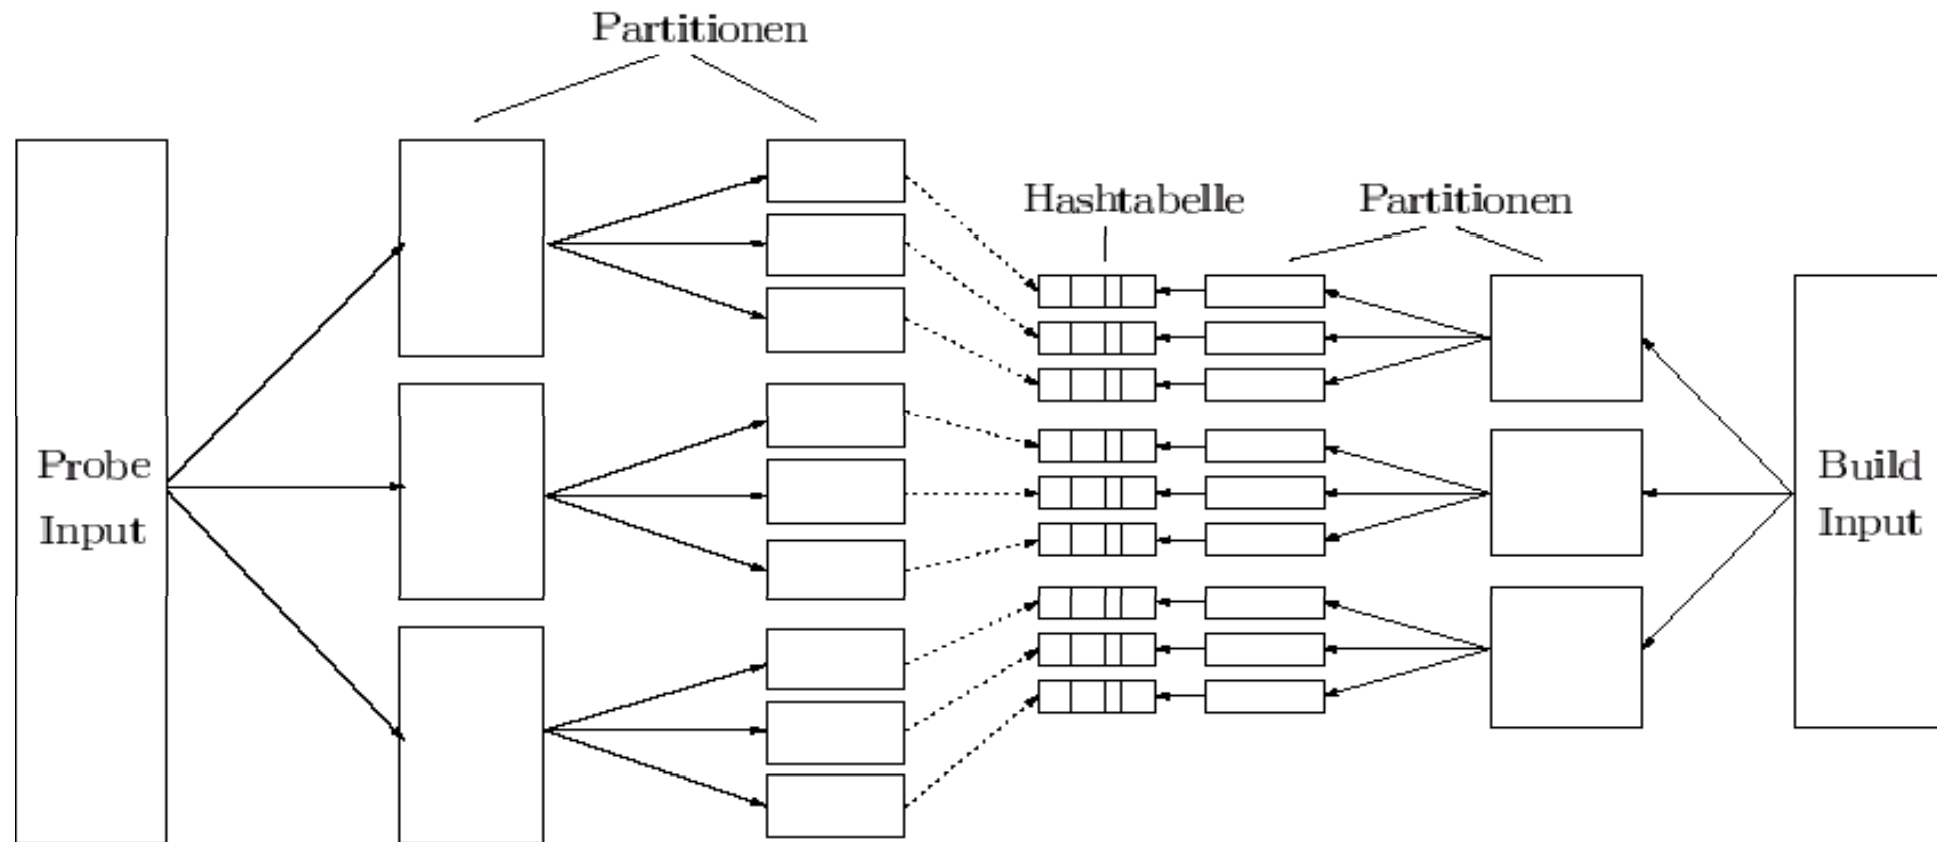 Partitionen
Hashtabelle
Partitionen
Probe
Input
Build
Input